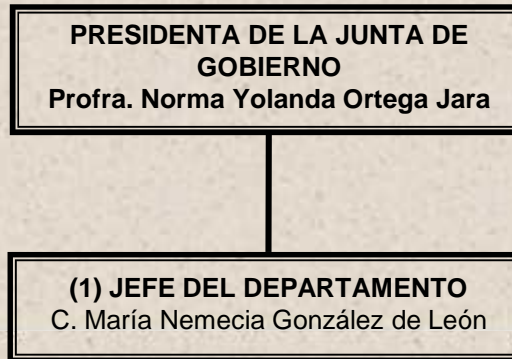 PRESIDENTA DE LA JUNTA DE
GOBIERNO
Profra. Norma Yolanda Ortega Jara
(1) JEFE DEL DEPARTAMENTO
C. María Nemecia González de León